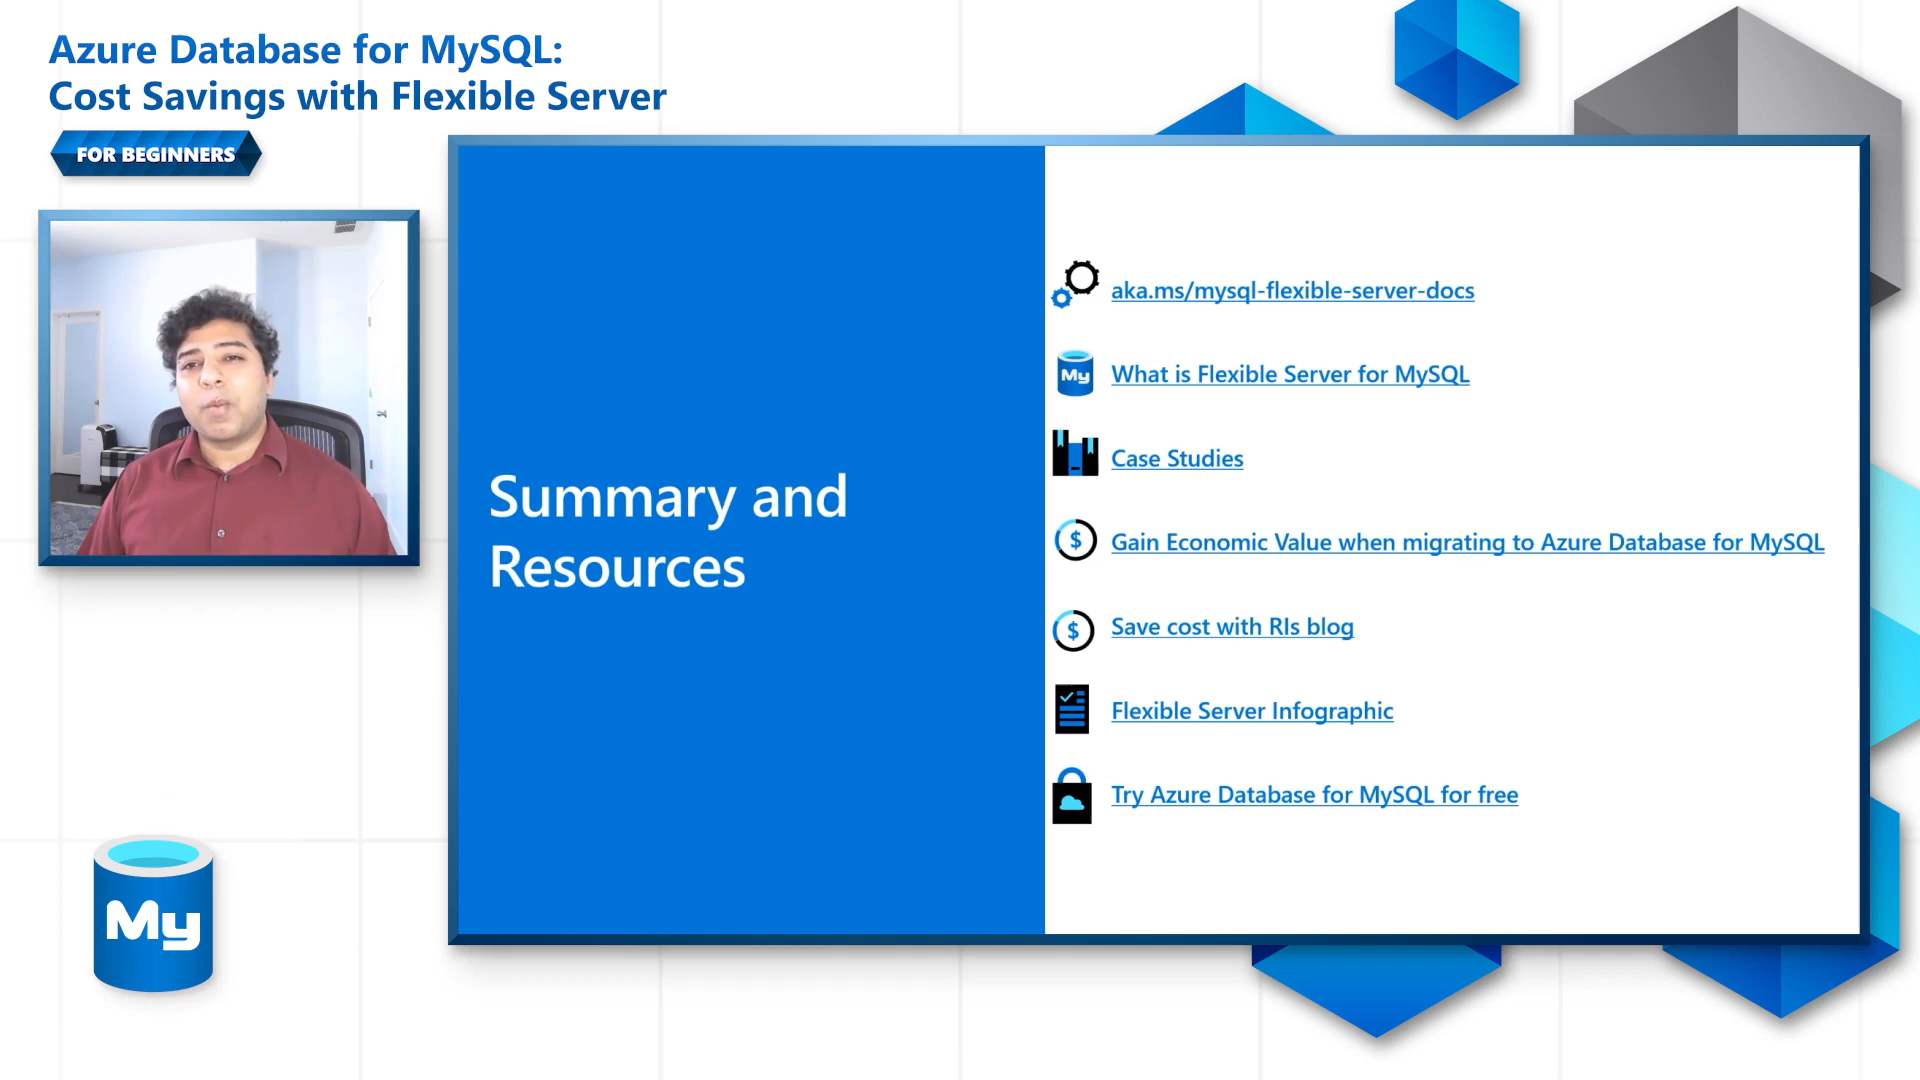 Azure Database for MySQL:
Cost Savings with Flexible Server
FOR BEGINNERS
Summary and
Resources
aka.ms/mysql-flexible-server-docs
My
What is Flexible Server for MySQL
Case Studies
$
Gain Economic Value when migrating to Azure Database for MySQL
$
Save cost with RIs blog
Flexible Server Infographic
Try Azure Database for MySQL for free
My